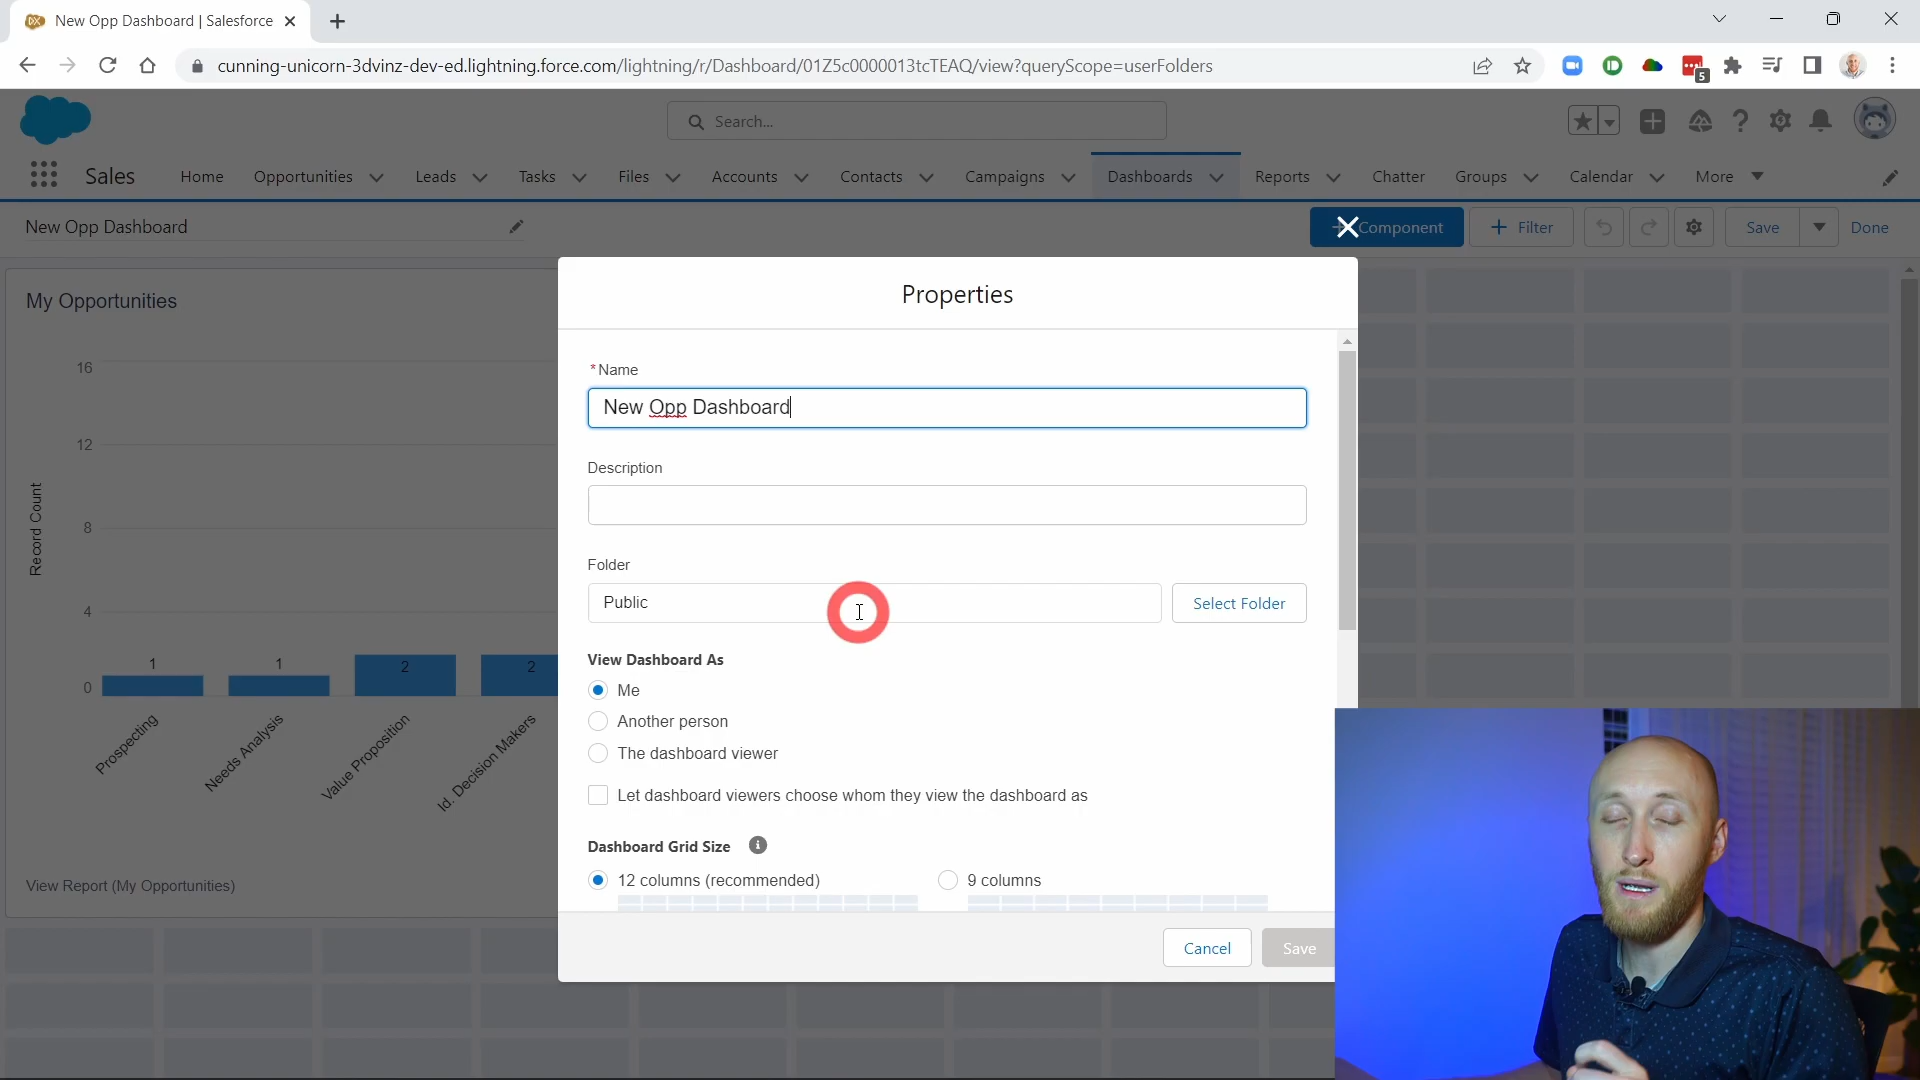 New Opp Dashboard | Salesforce
cunning-unicorn-3dvinz-dev-ed.lightning.force.com/lightning/r/Dashboard/01Z5c0000013tcTEAQ/view?queryScope=userFolders
5
Search...
Sales
Home
Opportunities
Leads
Tasks
Files
Accounts
Contacts
Campaigns
Dashboards
Reports
Chatter
Groups
Calendar
More
New Opp Dashboard
Component
Filter
Save
Done
My Opportunities
Record Count
16
12
8
4
0
1
1
2
2
Prospecting
Needs Analysis
Value Proposition
Id. Decision Makers
View Report (My Opportunities)
Properties
* Name
New Opp Dashboard
Description
Folder
Public
Select Folder
View Dashboard As
Me
Another person
The dashboard viewer
Let dashboard viewers choose whom they view the dashboard as
Dashboard Grid Size
12 columns (recommended)
9 columns
Cancel
Save